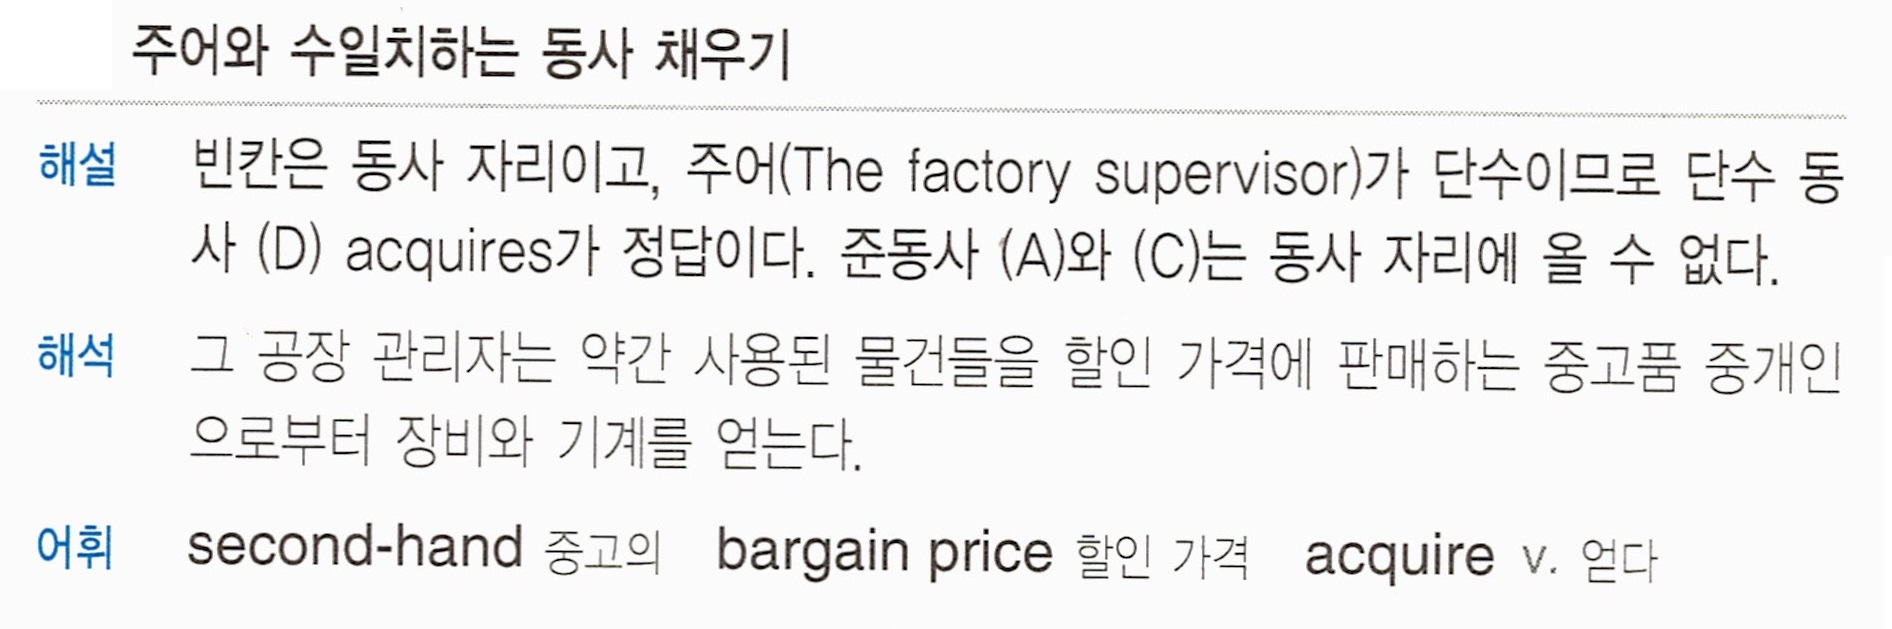 주어와 수일치하는 동사 채우기
해설 빈칸은 동사 자리이고, 주어(The factory supervisor)가 단수이므로 단수 동
사 (D) acquires가 정답이다. 준동사 (A)와 (C)는 동사 자리에 올 수 없다.
해석 그 공장 관리자는 약간 사용된 물건들을 할인 가격에 판매하는 중고품 중개인
으로부터 장비와 기계를 얻는다.
어휘 second-hand 중고의 bargain price 할인 가격 acquire v. 얻다